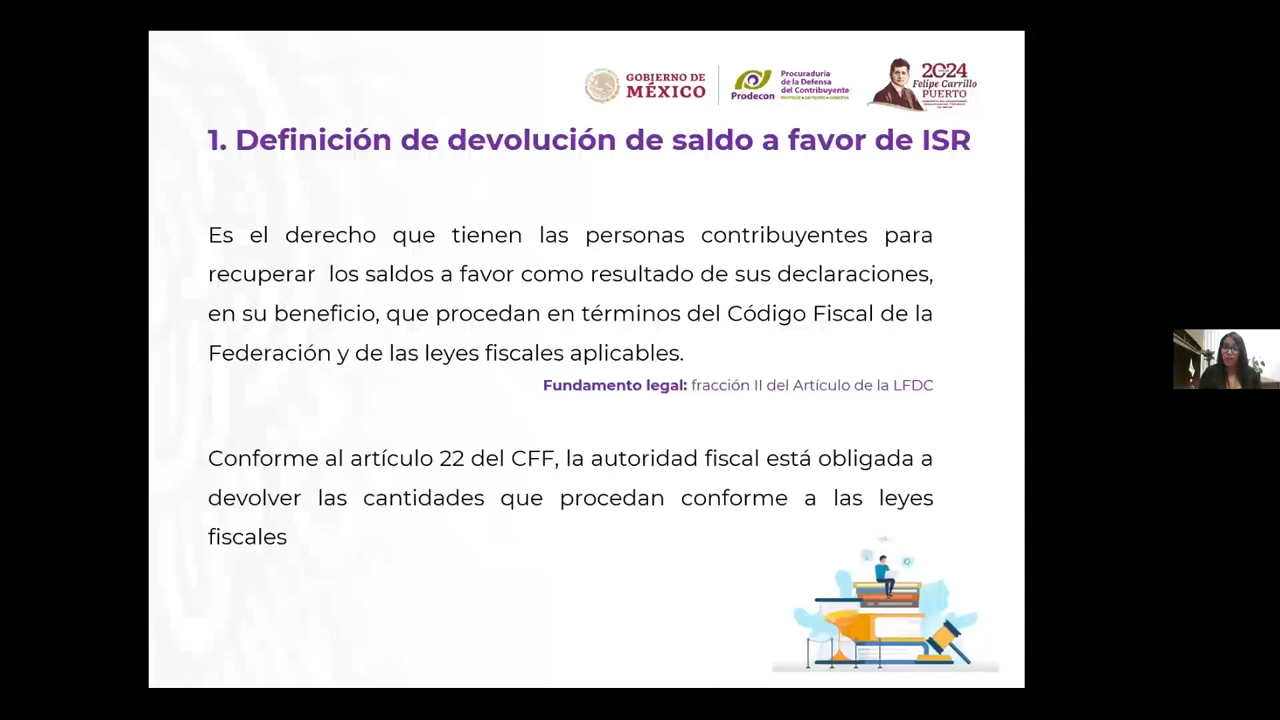 GOBIERNO DE
MÉXICO
Prodecon
Procuraduría
de la Defensa
del Contribuyente
2024
Felipe Carrillo
PUERTO
1. Definición de devolución de saldo a favor de ISR
Es el derecho que tienen las personas contribuyentes para
recuperar los saldos a favor como resultado de sus declaraciones,
en su beneficio, que procedan en términos del Código Fiscal de la
Federación y de las leyes fiscales aplicables.
Fundamento legal: fracción II del Artículo de la LFDC
Conforme al artículo 22 del CFF, la autoridad fiscal está obligada a
devolver las cantidades que procedan conforme a las leyes
fiscales